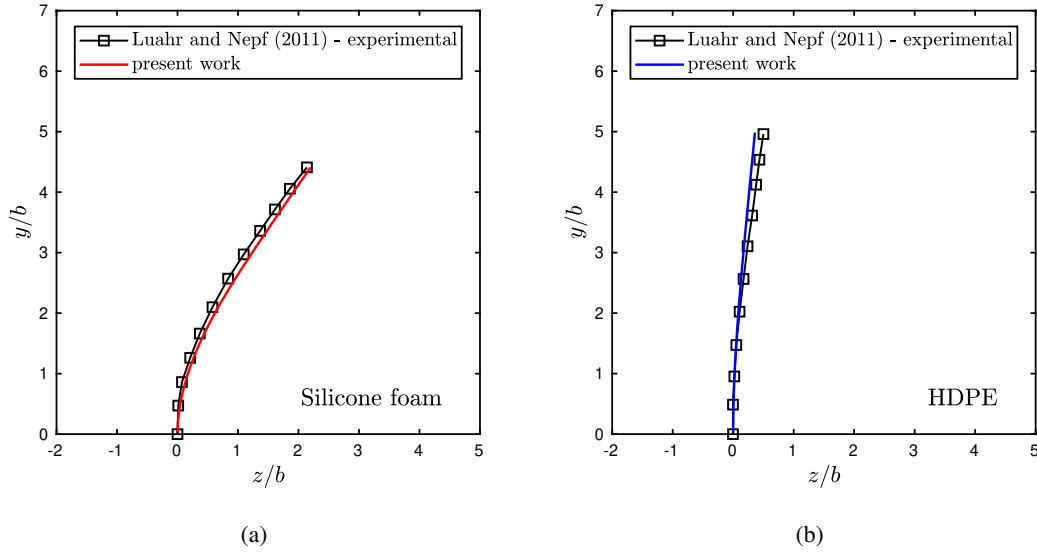 7
6
5
4
3
2
1
0
y/b
Luahr and Nepf (2011) - experimental
present work
Silicone foam
-2 -1 0 1 2 3 4 5
z/b
(a)
7
6
5
4
3
2
1
0
y/b
Luahr and Nepf (2011) - experimental
present work
HDPE
-2 -1 0 1 2 3 4 5
z/b
(b)